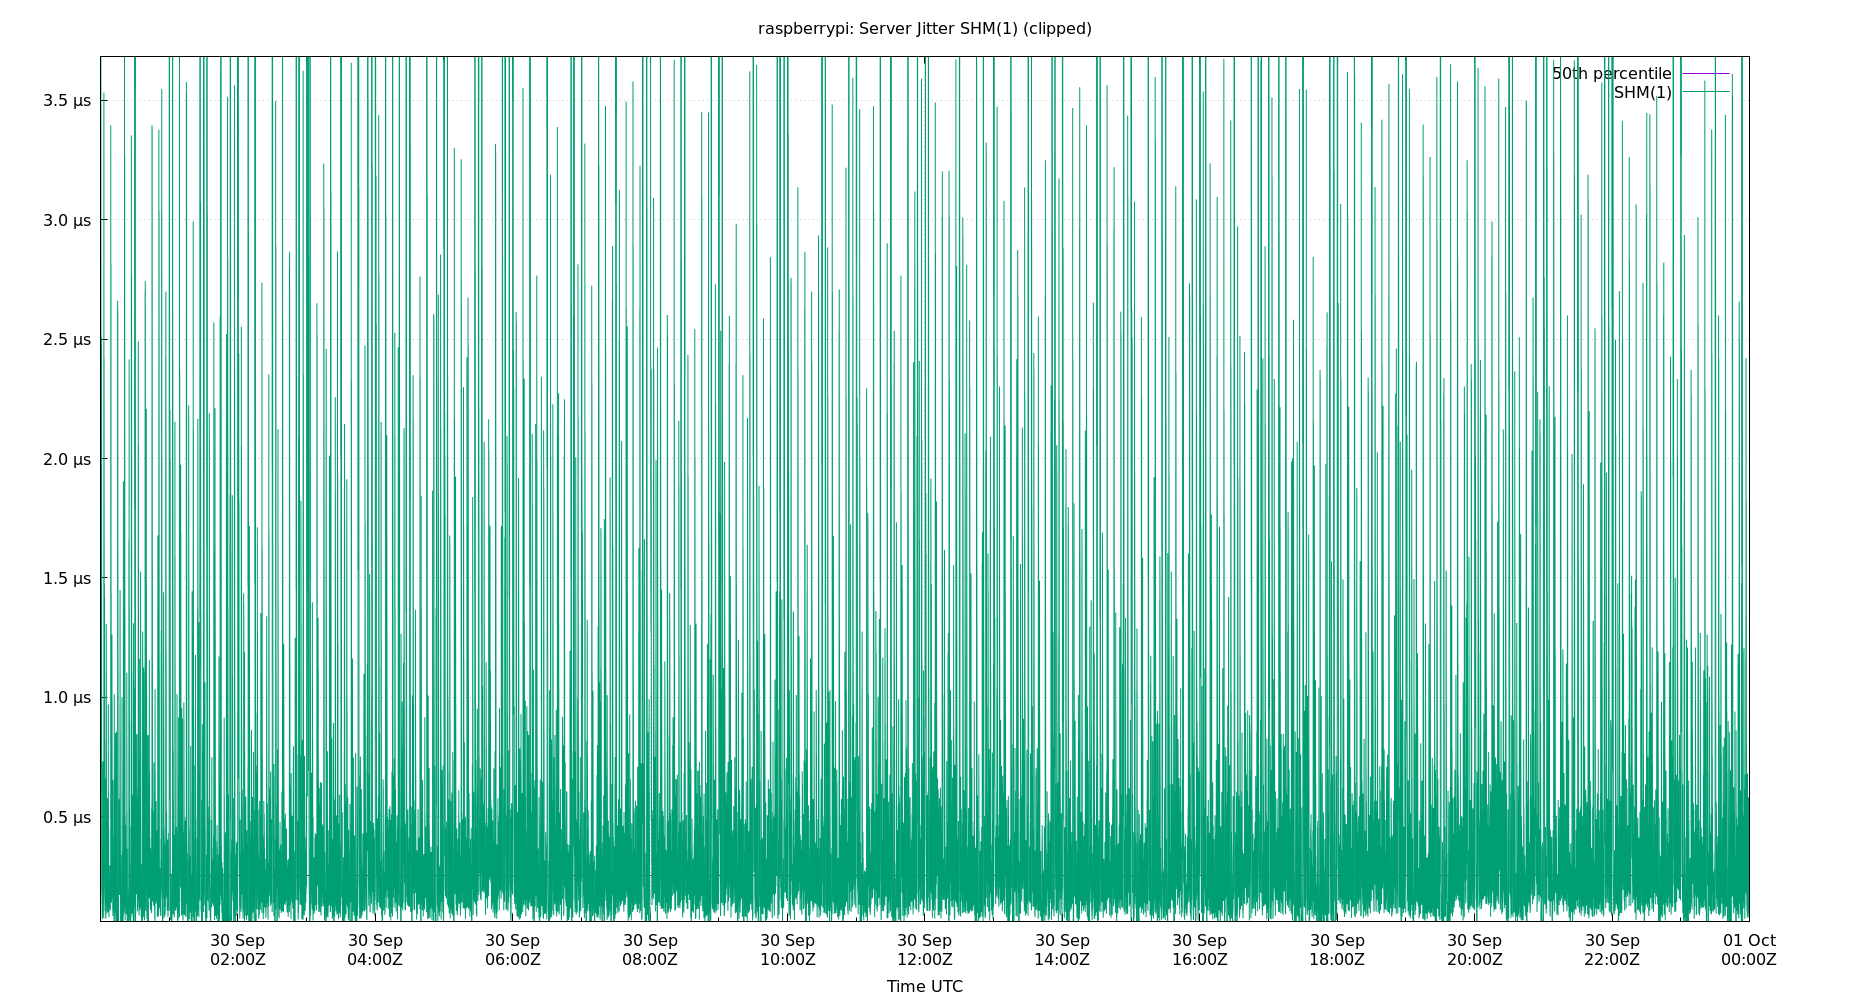 raspberrypi: Server Jitter SHM(1) (clipped)
50th percentile
SHM(1)
3.5 µs
3.0 µs
2.5 µs
2.0 µs
1.5 µs
1.0 µs
0.5 µs
30 Sep 30 Sep 30 Sep 30 Sep 30 Sep 30 Sep 30 Sep 30 Sep 30 Sep 30 Sep 30 Sep 01 Oct
02:00Z 04:00Z 06:00Z 08:00Z 10:00Z 12:00Z 14:00Z 16:00Z 18:00Z 20:00Z 22:00Z 00:00Z
Time UTC